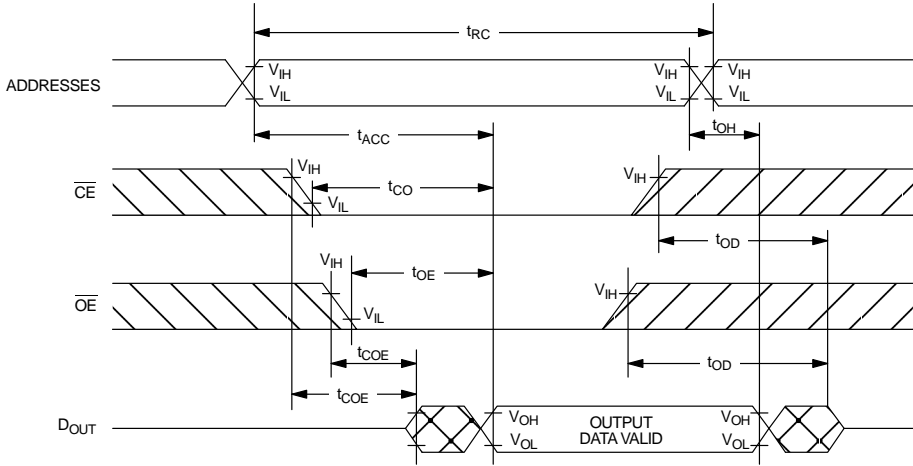 tRC
ADDRESSES
VIH
VIL
VIH
VIL
VIH
VIL
tACC
tOH
CE
VIH
VIL
tCO
VIH
tOD
OE
VIH
VIL
tOE
VIH
tOD
tCOE
tCOE
DOUT
VOH
VOL
OUTPUT
DATA VALID
VOH
VOL